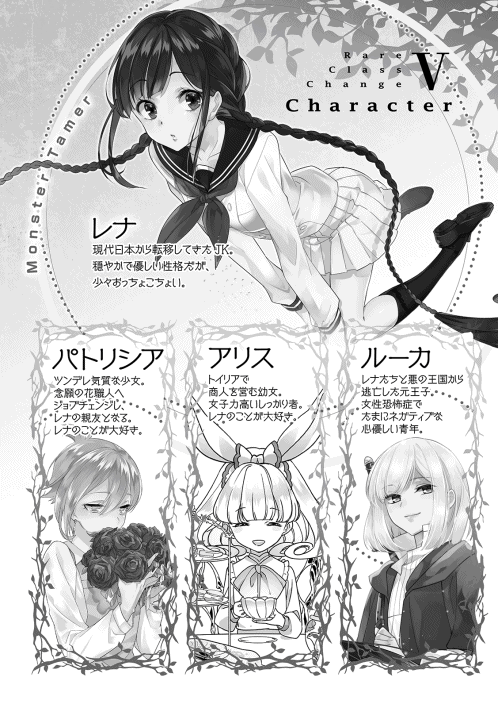 Rare
Class
Change
V
Character
Monster Tamer
レナ
現代日本から転移してきたJK。
穏やかで優しい性格だが、
少々おっちょこちょい。
パトリシア
ツンデレ気質な少女。
念願の花職人へ
ジョブチェンジし、
レナの親友となる。
レナのことが大好き。
アリス
トイリアで
商人を営む幼女。
女子力高いしっかり者。
レナのことが大好き。
ルーカ
レナたちと悪の王国から
逃亡した元王子。
女性恐怖症で
たまにネガティブな
心優しい青年。